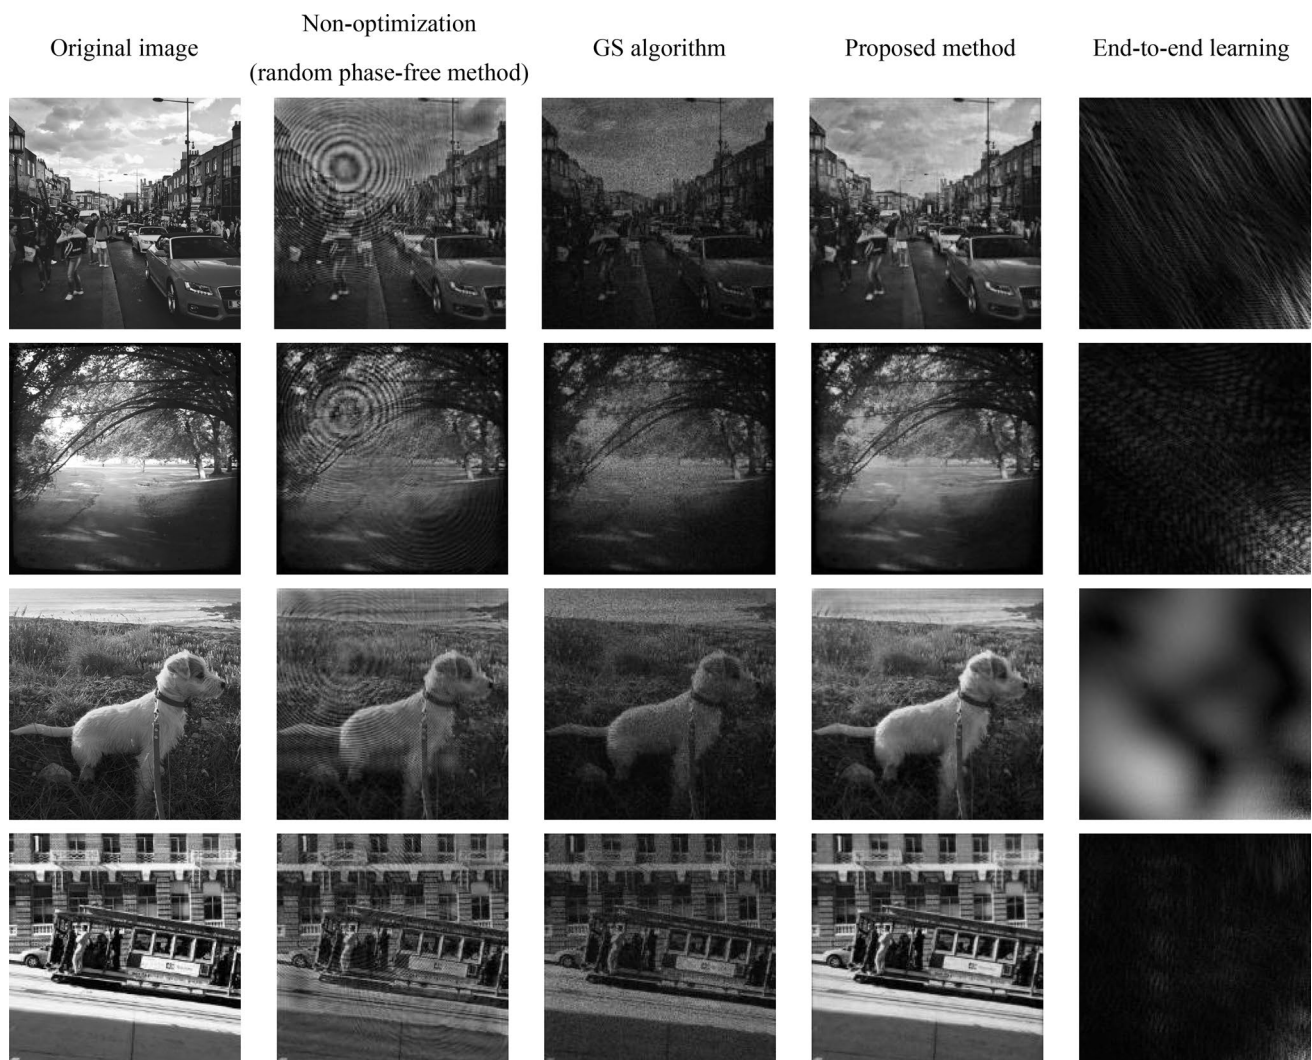 Original image
Non-optimization
(random phase-free method)
GS algorithm
Proposed method
End-to-end learning